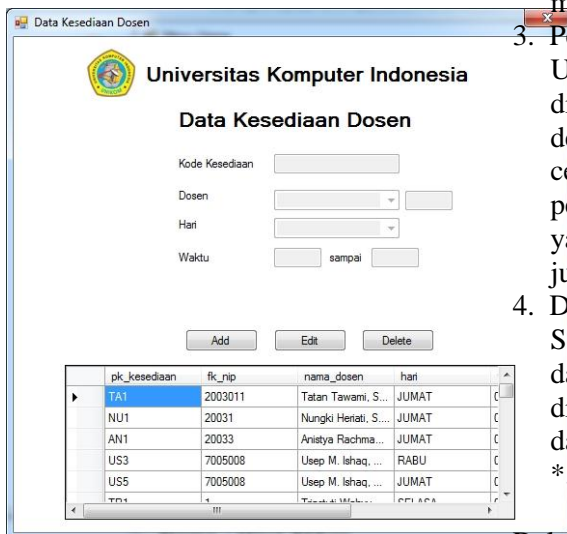 Data Kesediaan Dosen
Universitas Komputer Indonesia
Data Kesediaan Dosen
Kode Kesediaan
Dosen
Hari
Waktu sampai
Add Edit Delete
pk_kesediaan fk_nip nama_dosen hari
TA1 2003011 Tatan Tawami, S... JUMAT
NU1 20031 Nungki Heriati, S.... JUMAT
AN1 20033 Anistya Rachma... JUMAT
US3 7005008 Usep M. Ishaq, ... RABU
US5 7005008 Usep M. Ishaq, ... JUMAT
3.
4.
*